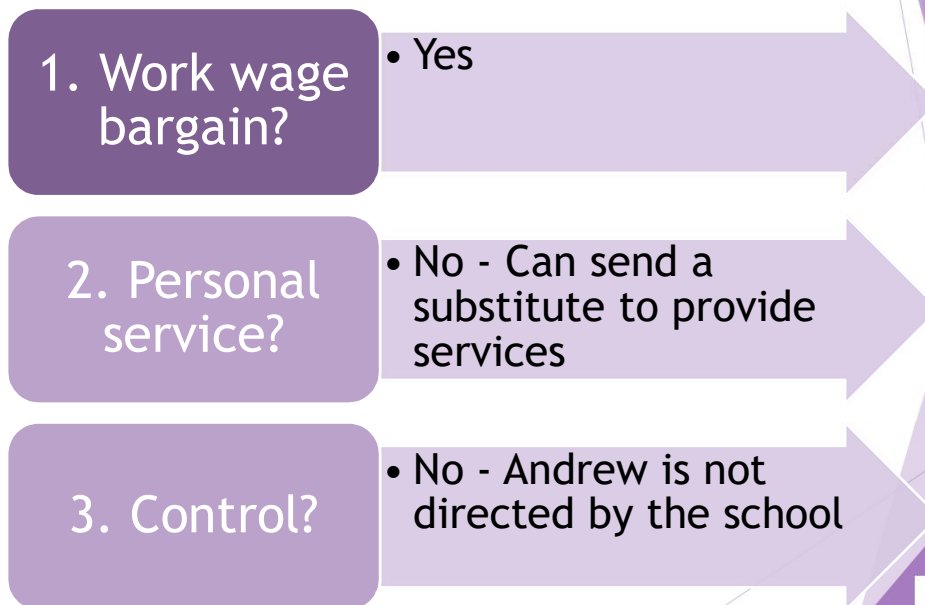 1. Work wage
bargain?
• Yes
2. Personal
service?
• No - Can send a
substitute to provide
services
3. Control?
• No - Andrew is not
directed by the school